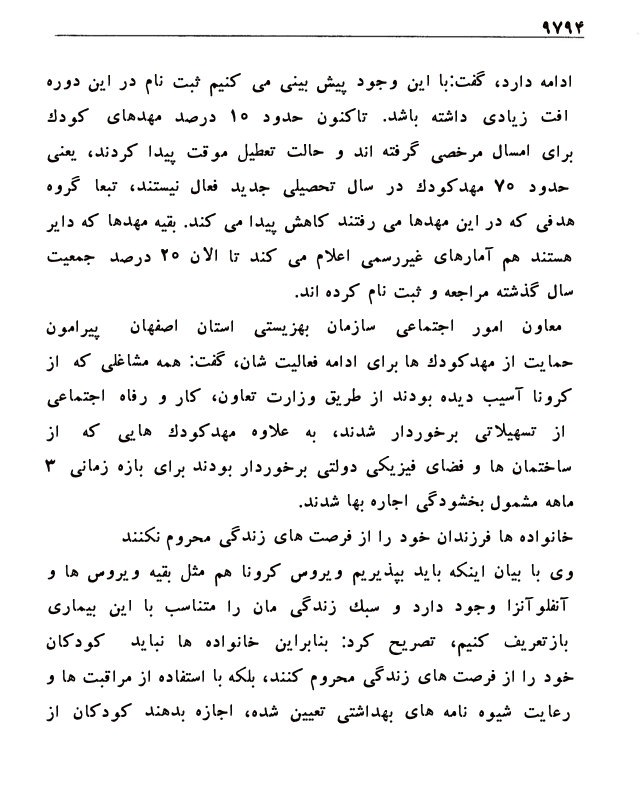 ۹۷۹۴
ادامه دارد، گفت:با این وجود پیش بینی می کنیم ثبت نام در این دوره
افت زیادی داشته باشد. تاکنون حدود ۱۰ درصد مهدهای کودك
برای امسال مرخصی گرفته اند و حالت تعطیل موقت پیدا کردند، یعنی
حدود ۷۰ مهدکودك در سال تحصیلی جدید فعال نیستند، تبعا گروه
هدفی که در این مهدها می رفتند کاهش پیدا می کند. بقیه مهدها که دایر
هستند هم آمارهای غیررسمی اعلام می کند تا الان ۲۰ درصد جمعیت
سال گذشته مراجعه و ثبت نام کرده اند.
معاون امور اجتماعی سازمان بهزیستی استان اصفهان پیرامون
حمایت از مهدکودك ها برای ادامه فعالیت شان، گفت: همه مشاغلی که از
کرونا آسیب دیده بودند از طریق وزارت تعاون، کار و رفاه اجتماعی
از تسهیلاتی برخوردار شدند، به علاوه مهدکودك هایی که از
ساختمان ها و فضای فیزیکی دولتی برخوردار بودند برای بازه زمانی ۳
ماهه مشمول بخشودگی اجاره بها شدند.
خانواده ها فرزندان خود را از فرصت های زندگی محروم نکنند
وی با بیان اینکه باید بپذیریم ویروس کرونا هم مثل بقیه ویروس ها و
آنفلوآنزا وجود دارد و سبك زندگی مان را متناسب با این بیماری
بازتعریف کنیم، تصریح کرد: بنابراین خانواده ها نباید کودکان
خود را از فرصت های زندگی محروم کنند، بلکه با استفاده از مراقبت ها و
رعایت شیوه نامه های بهداشتی تعیین شده، اجازه بدهند کودکان از